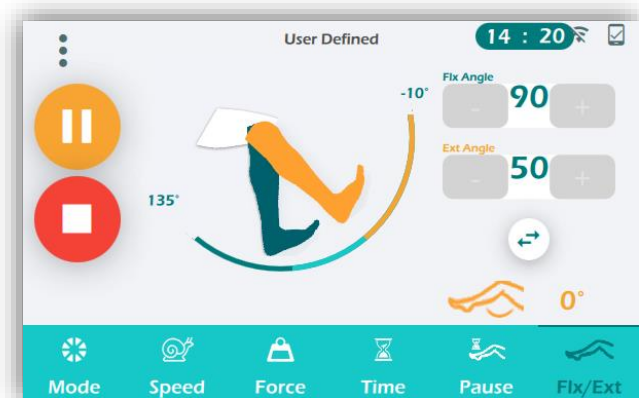 User Defined
14 : 20
-10°
135°
Flx Angle
- 90 +
Ext Angle
- 50 +
0°
Mode Speed Force Time Pause Flx/Ext